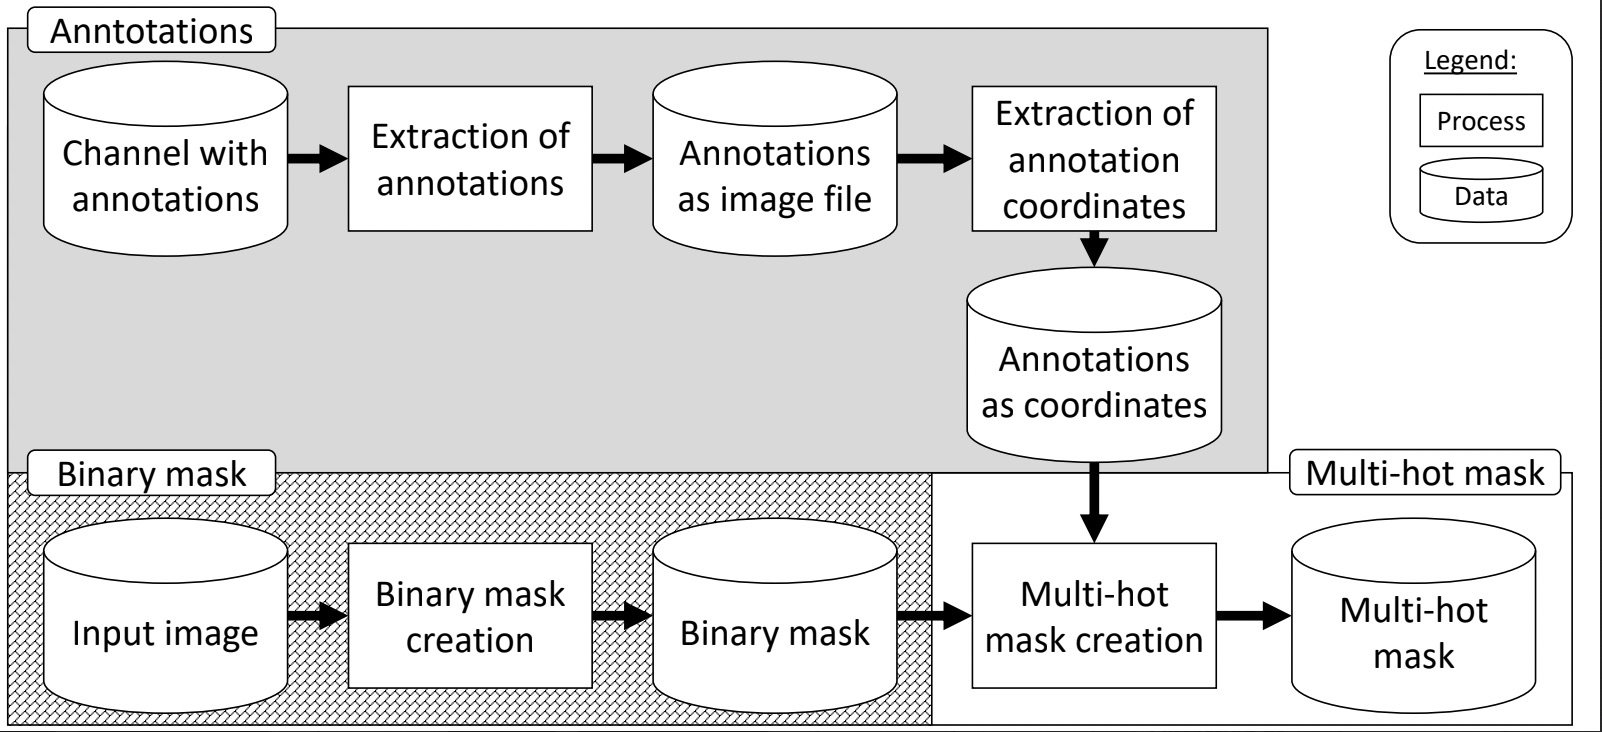 Anntotations
Channel with
annotations
Extraction of
annotations
Annotations
as image file
Extraction of
annotation
coordinates
Annotations
as coordinates
Legend:
Process
Data
Binary mask
Input image
Binary mask
creation
Binary mask
Multi-hot mask
Multi-hot
mask creation
Multi-hot
mask